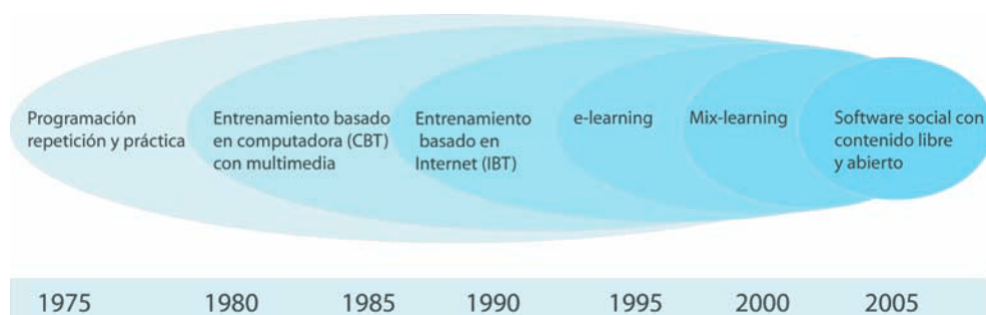 Programación
repetición y práctica
Entrenamiento basado
en computadora (CBT)
con multimedia
Entrenamiento
basado en
Internet (IBT)
e-learning
Mix-learning
Software social con
contenido libre
y abierto
1975 1980 1985 1990 1995 2000 2005